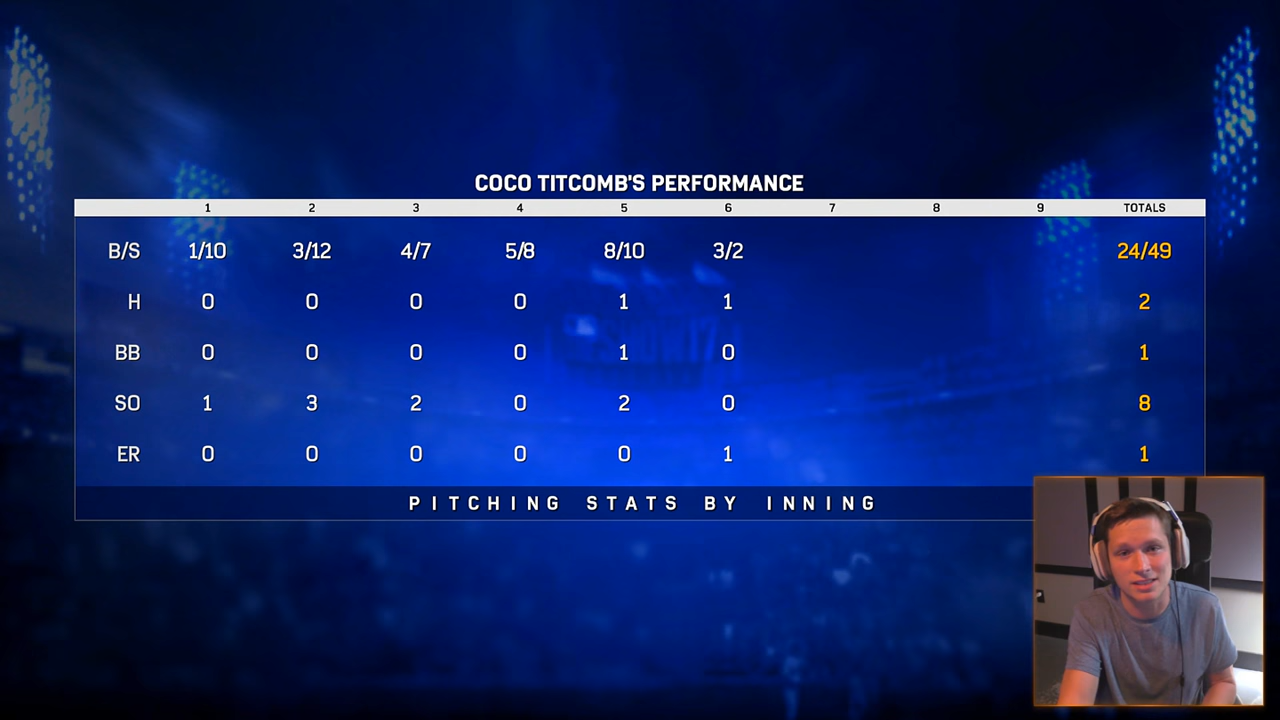 COCO TITCOMB'S PERFORMANCE
1 2 3 4 5 6 7 8 9 TOTALS
B/S 1/10 3/12 4/7 5/8 8/10 3/2 24/49
H 0 0 0 0 1 1 2
BB 0 0 0 0 1 0 1
SO 1 3 2 0 2 0 8
ER 0 0 0 0 0 1 1
PITCHING STATS BY INNING